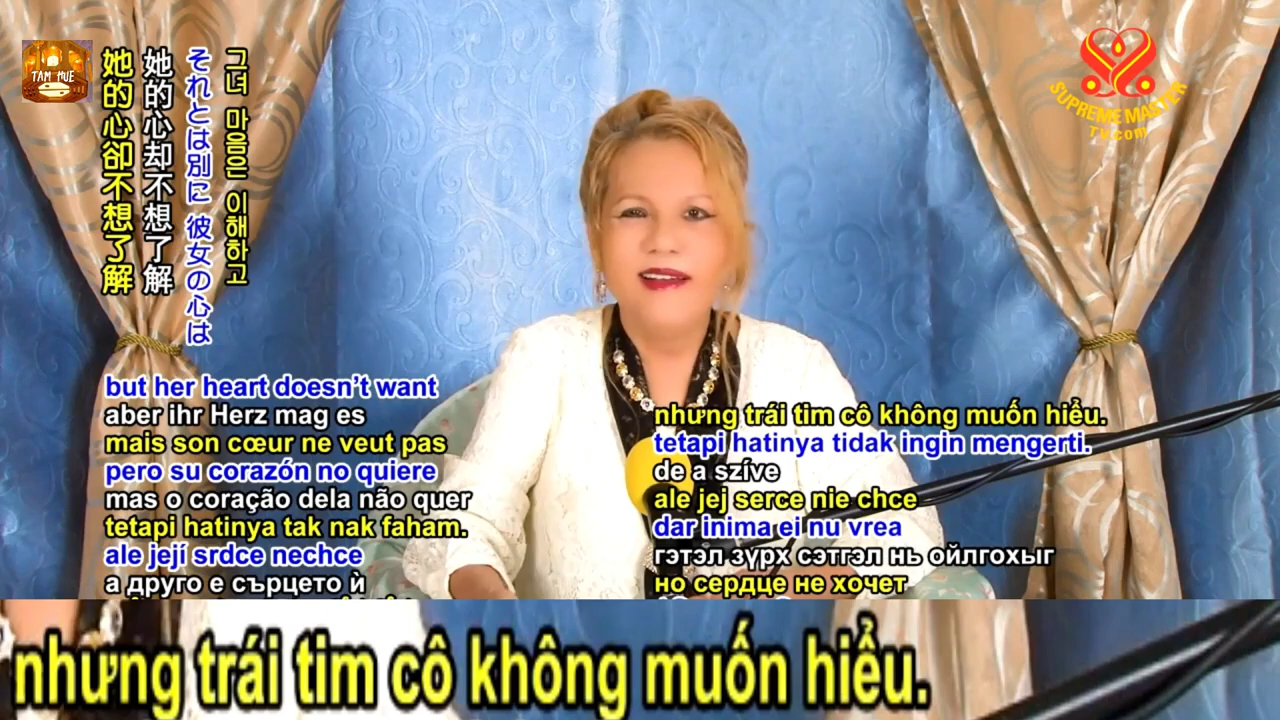 TAM HUE
SUPREME MASTER
TV.com
그녀 마음은 이해하고
それとは別に 彼女の心は
她的心却不想了解
她的心卻不想了解
but her heart doesn’t want
aber ihr Herz mag es
mais son cœur ne veut pas
pero su corazón no quiere
mas o coração dela não quer
tetapi hatinya tak nak faham.
ale její srdce nechce
а друго е сърцето ѝ
nhưng trái tim cô không muốn hiểu.
tetapi hatinya tidak ingin mengerti.
de a szíve
ale jej serce nie chce
dar inima ei nu vrea
гэтэл зүрх сэтгэл нь ойлгохыг
но сердце не хочет
nhưng trái tim cô không muốn hiểu.